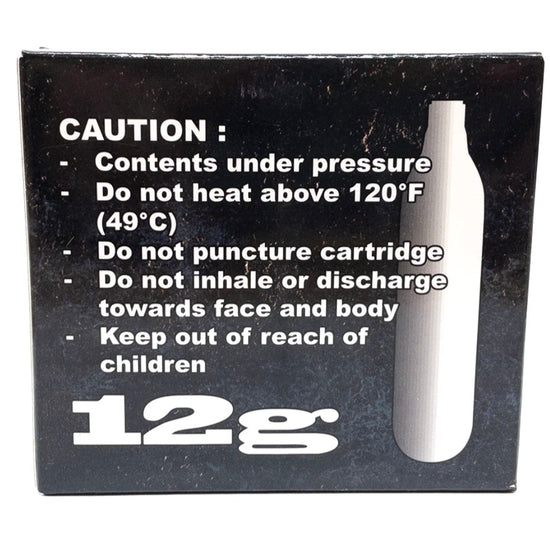 CAUTION :
- Contents under pressure
- Do not heat above 120°F
(49°C)
- Do not puncture cartridge
- Do not inhale or discharge
towards face and body
- Keep out of reach of
children
12g